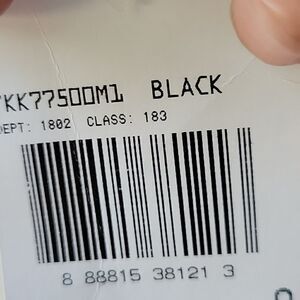 KK77500M1 BLACK
DEPT: 1802 CLASS: 183
8 88815 38121 3